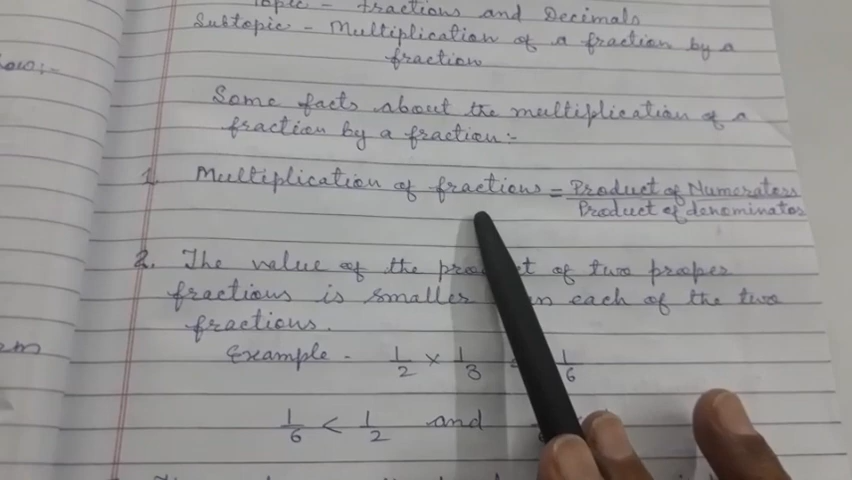 Topic - Fractions and Decimals
Subtopic - Multiplication of a fraction by a
fraction
Some facts about the multiplication of a
fraction by a fraction:-
1. Multiplication of fractions = Product of Numerators
Product of denominator
2. The value of the product of two proper
fractions is smaller in each of the two
fractions.
Example - 1/2 × 1/3 1/6
1/6 < 1/2 and